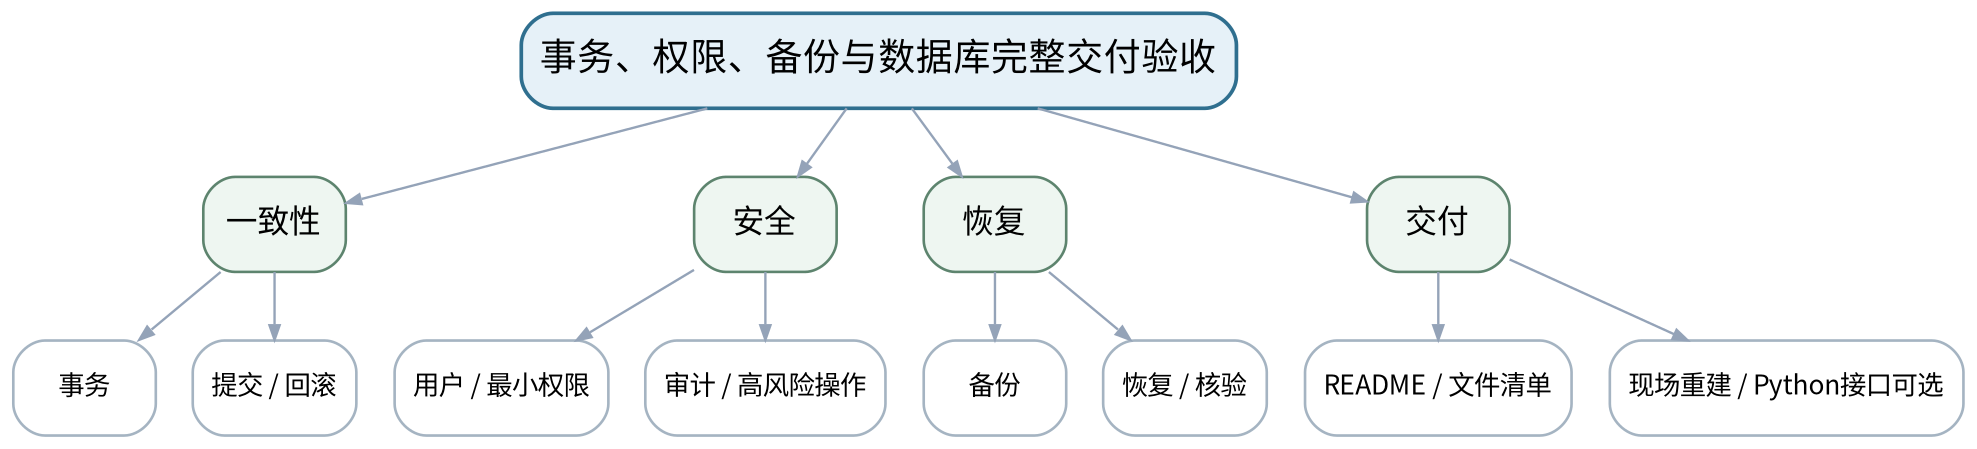 事务、权限、备份与数据库完整交付验收
一致性
安全
恢复
交付
事务
提交 / 回滚
用户 / 最小权限
审计 / 高风险操作
备份
恢复 / 核验
README / 文件清单
现场重建 / Python接口可选